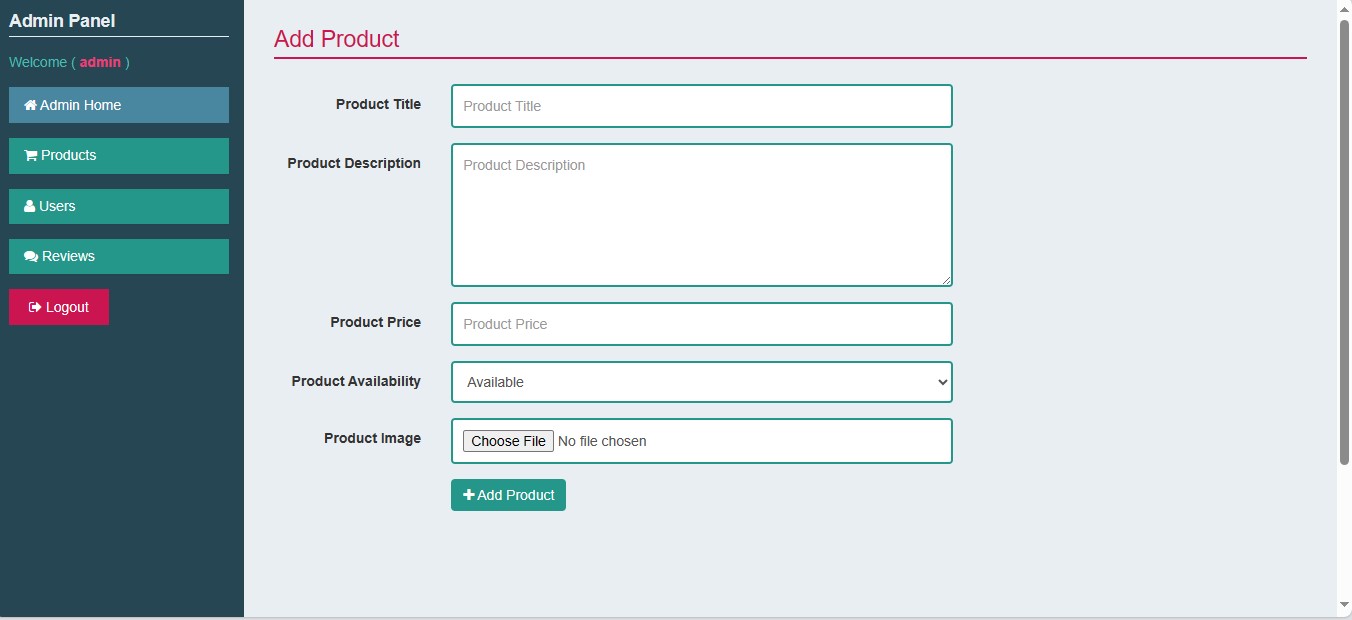 Admin Panel
Welcome ( admin )
Admin Home
Products
Users
Reviews
Logout
Add Product
Product Title
Product Title
Product Description
Product Description
Product Price
Product Price
Product Availability
Available
Product Image
Choose File No file chosen
Add Product